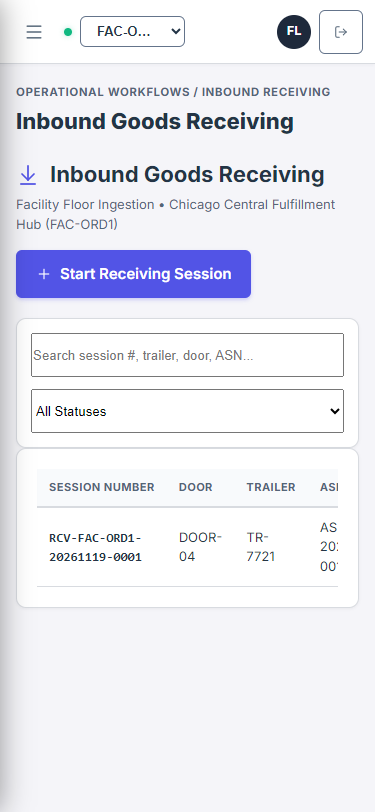 FAC-O...
FL
OPERATIONAL WORKFLOWS / INBOUND RECEIVING
Inbound Goods Receiving
Inbound Goods Receiving
Facility Floor Ingestion • Chicago Central Fulfillment
Hub (FAC-ORD1)
Start Receiving Session
Search session #, trailer, door, ASN...
All Statuses
SESSION NUMBER DOOR TRAILER
RCV-FAC-ORD1-
20261119-0001
DOOR-
04
TR-
7721